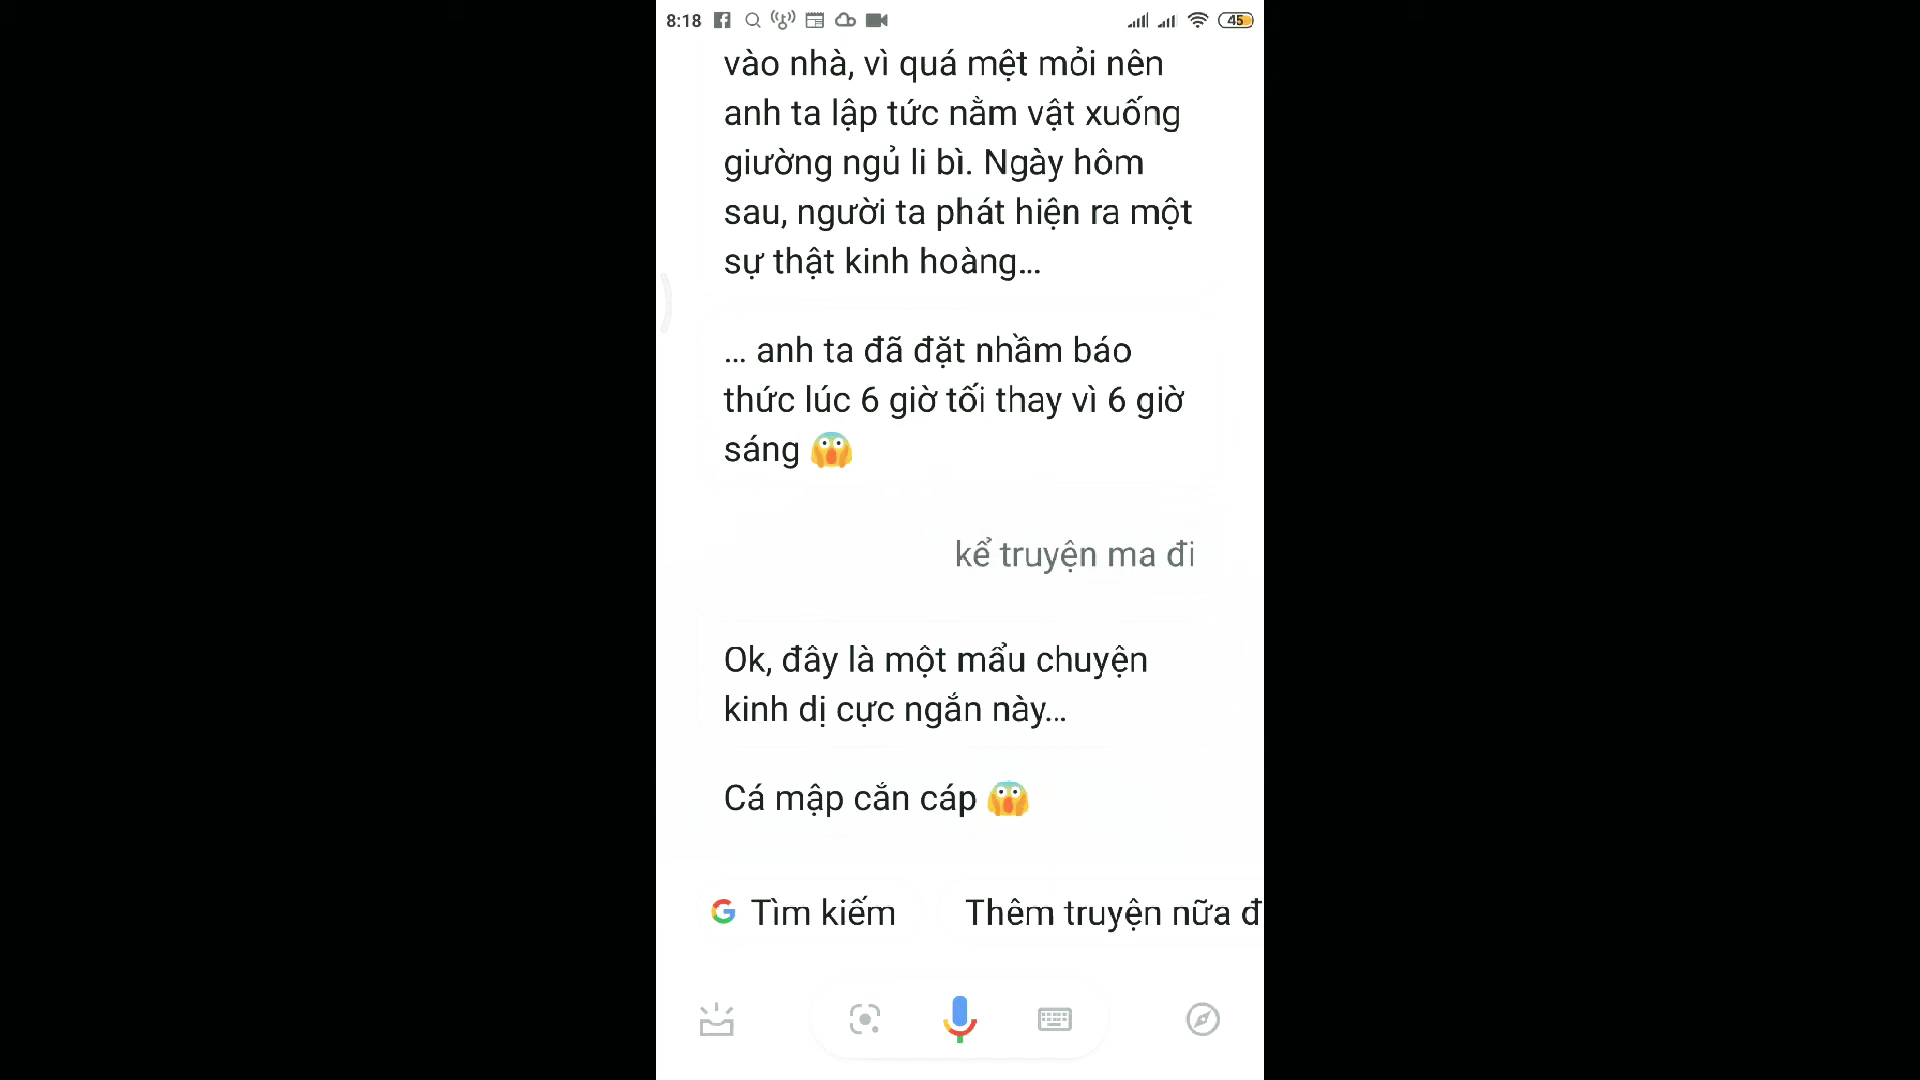 8:18
45
vào nhà, vì quá mệt mỏi nên
anh ta lập tức nằm vật xuống
giường ngủ li bì. Ngày hôm
sau, người ta phát hiện ra một
sự thật kinh hoàng...
... anh ta đã đặt nhầm báo
thức lúc 6 giờ tối thay vì 6 giờ
sáng 😱
kể truyện ma đi
Ok, đây là một mẩu chuyện
kinh dị cực ngắn này...
Cá mập cắn cáp 😱
Tìm kiếm
Thêm truyện nữa đ